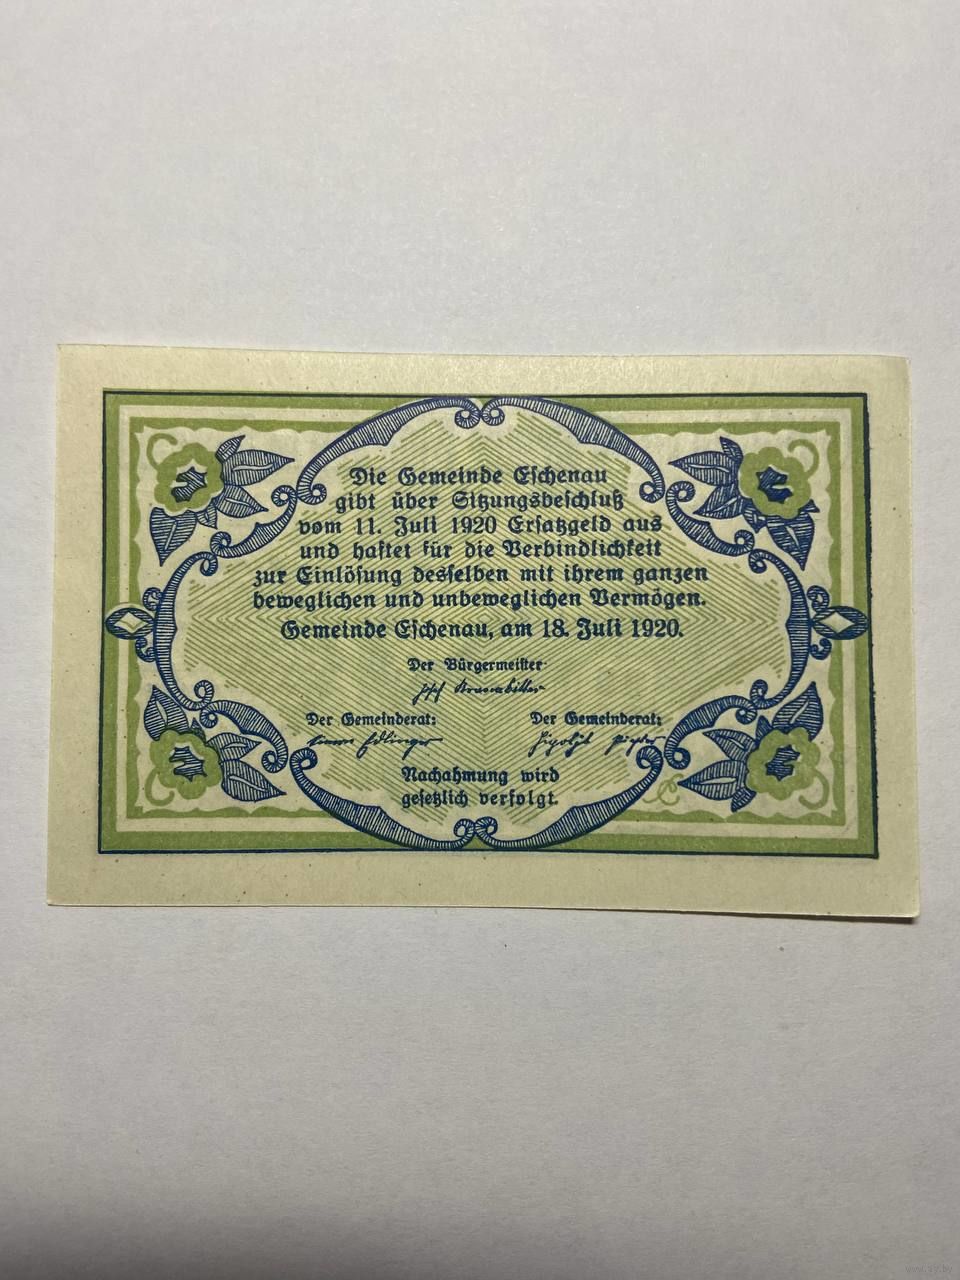 Die Gemeinde Eschenau
gibt über Sitzungsbeschluß
vom 11. Juli 1920 Ersatzgeld aus
und haftet für die Verbindlichkeit
zur Einlösung desselben mit ihrem ganzen
beweglichen und unbeweglichen Vermögen.
Gemeinde Eschenau, am 18. Juli 1920.
Der Bürgermeister
Der Gemeinderat: Der Gemeinderat:
Edlinger
Nachahmung wird
gesetzlich verfolgt.